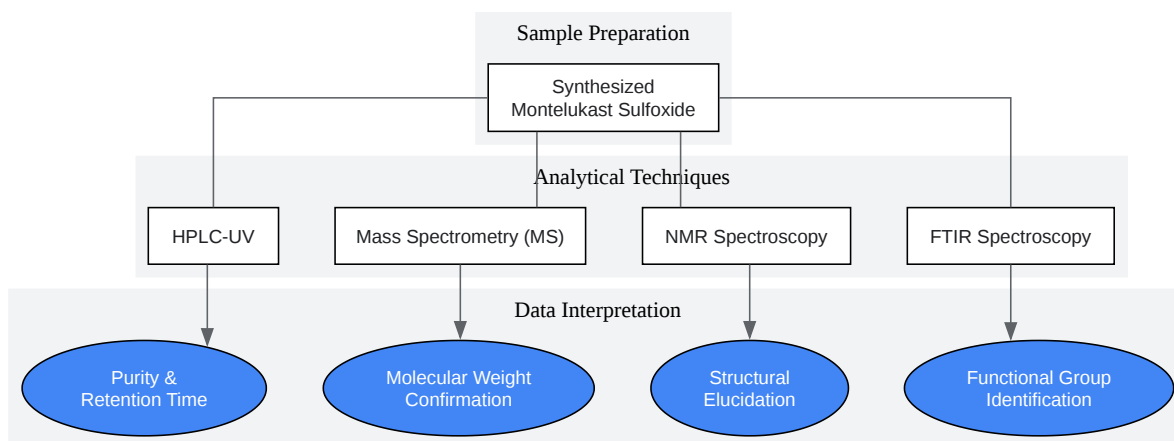 Sample Preparation
Synthesized
Montelukast Sulfoxide
Analytical Techniques
HPLC-UV
Mass Spectrometry (MS)
NMR Spectroscopy
FTIR Spectroscopy
Data Interpretation
Purity &
Retention Time
Molecular Weight
Confirmation
Structural
Elucidation
Functional Group
Identification